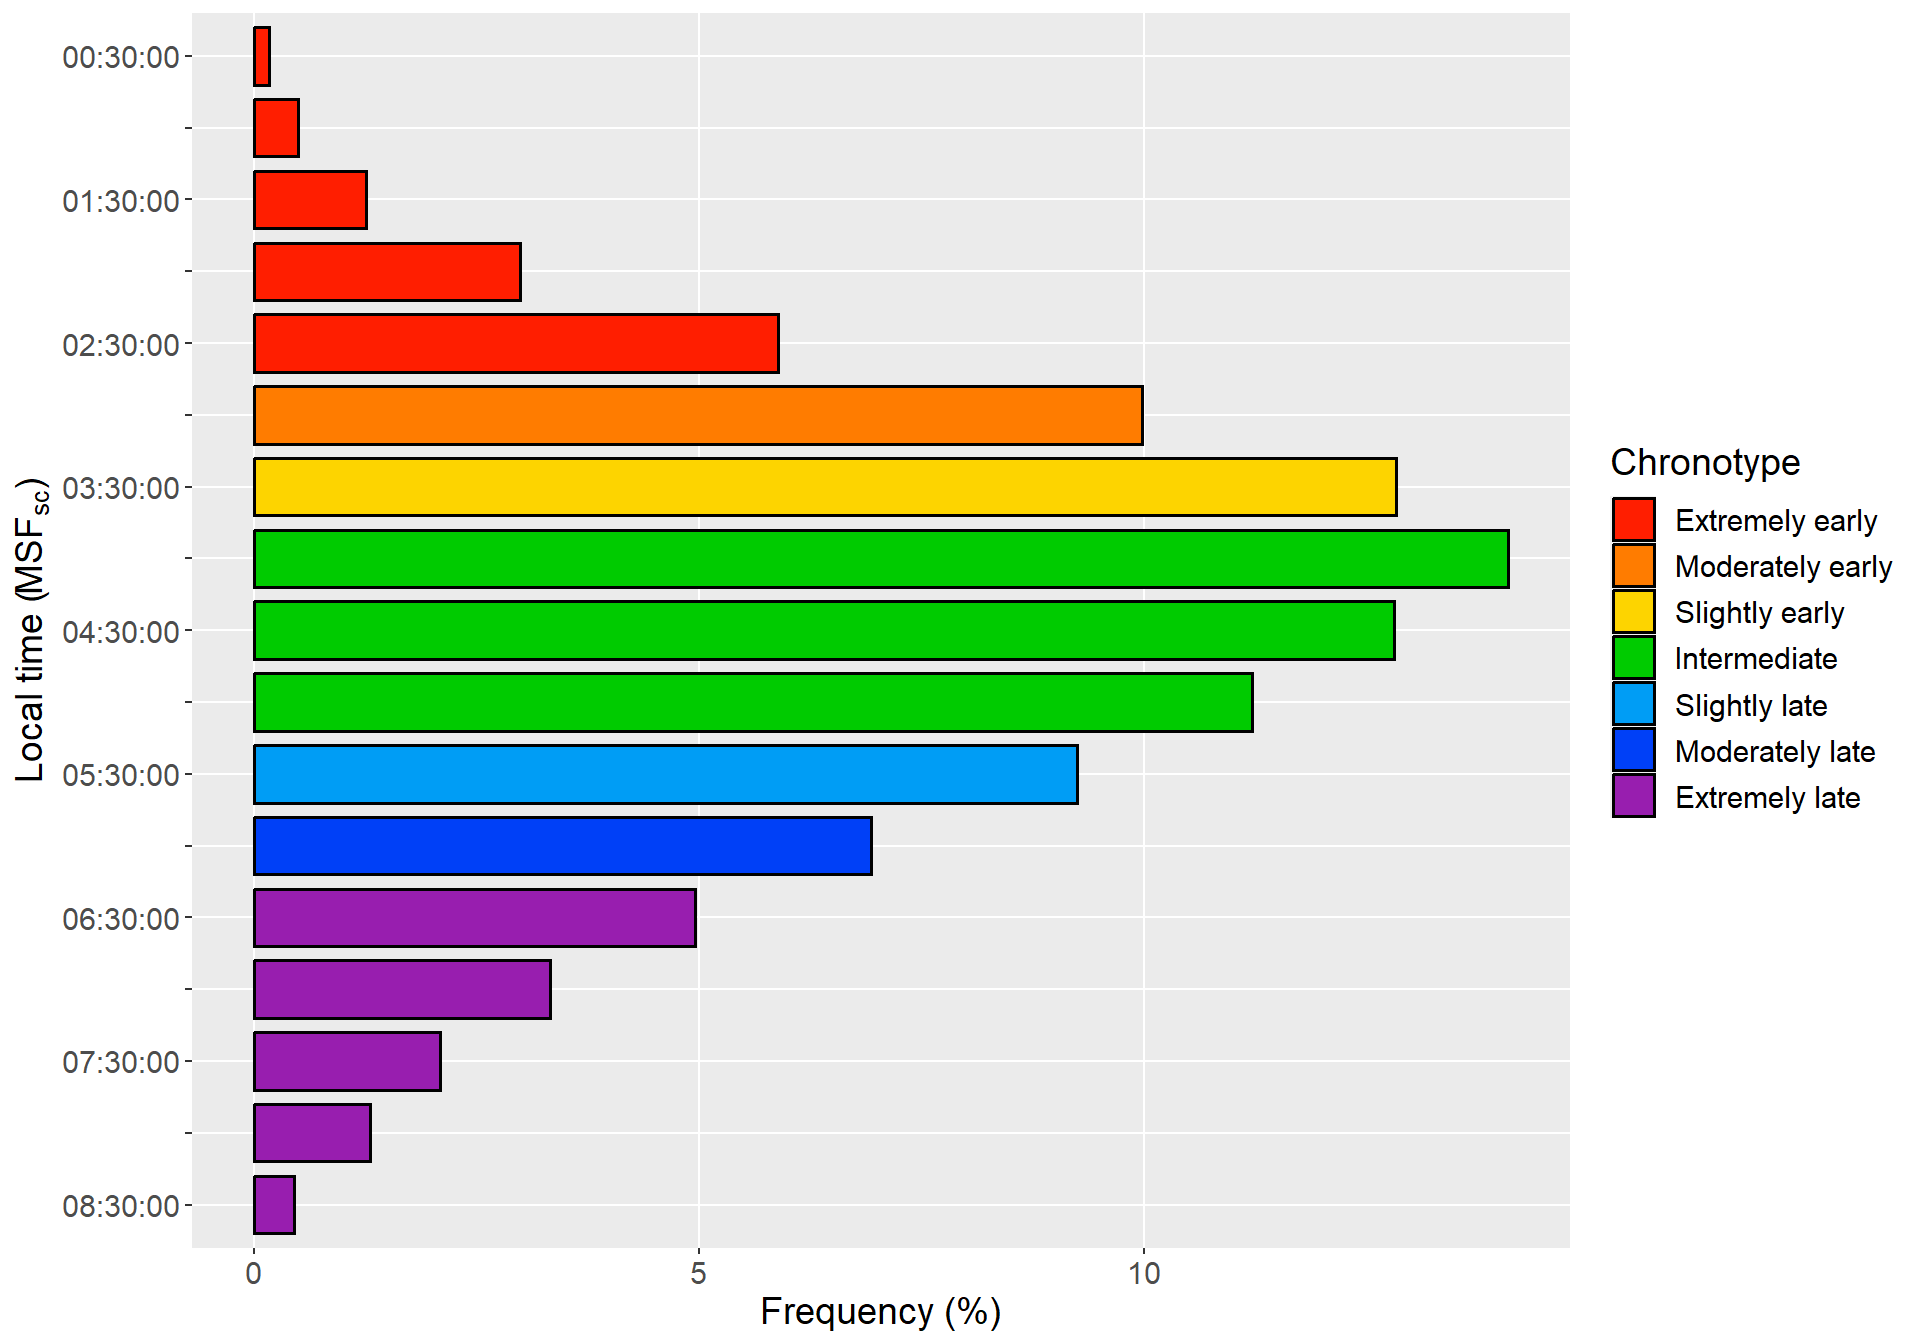 00:30:00
01:30:00
02:30:00
03:30:00
04:30:00
05:30:00
06:30:00
07:30:00
08:30:00
Local time (MSFsc)
0 5 10
Frequency (%)
Chronotype
Extremely early
Moderately early
Slightly early
Intermediate
Slightly late
Moderately late
Extremely late